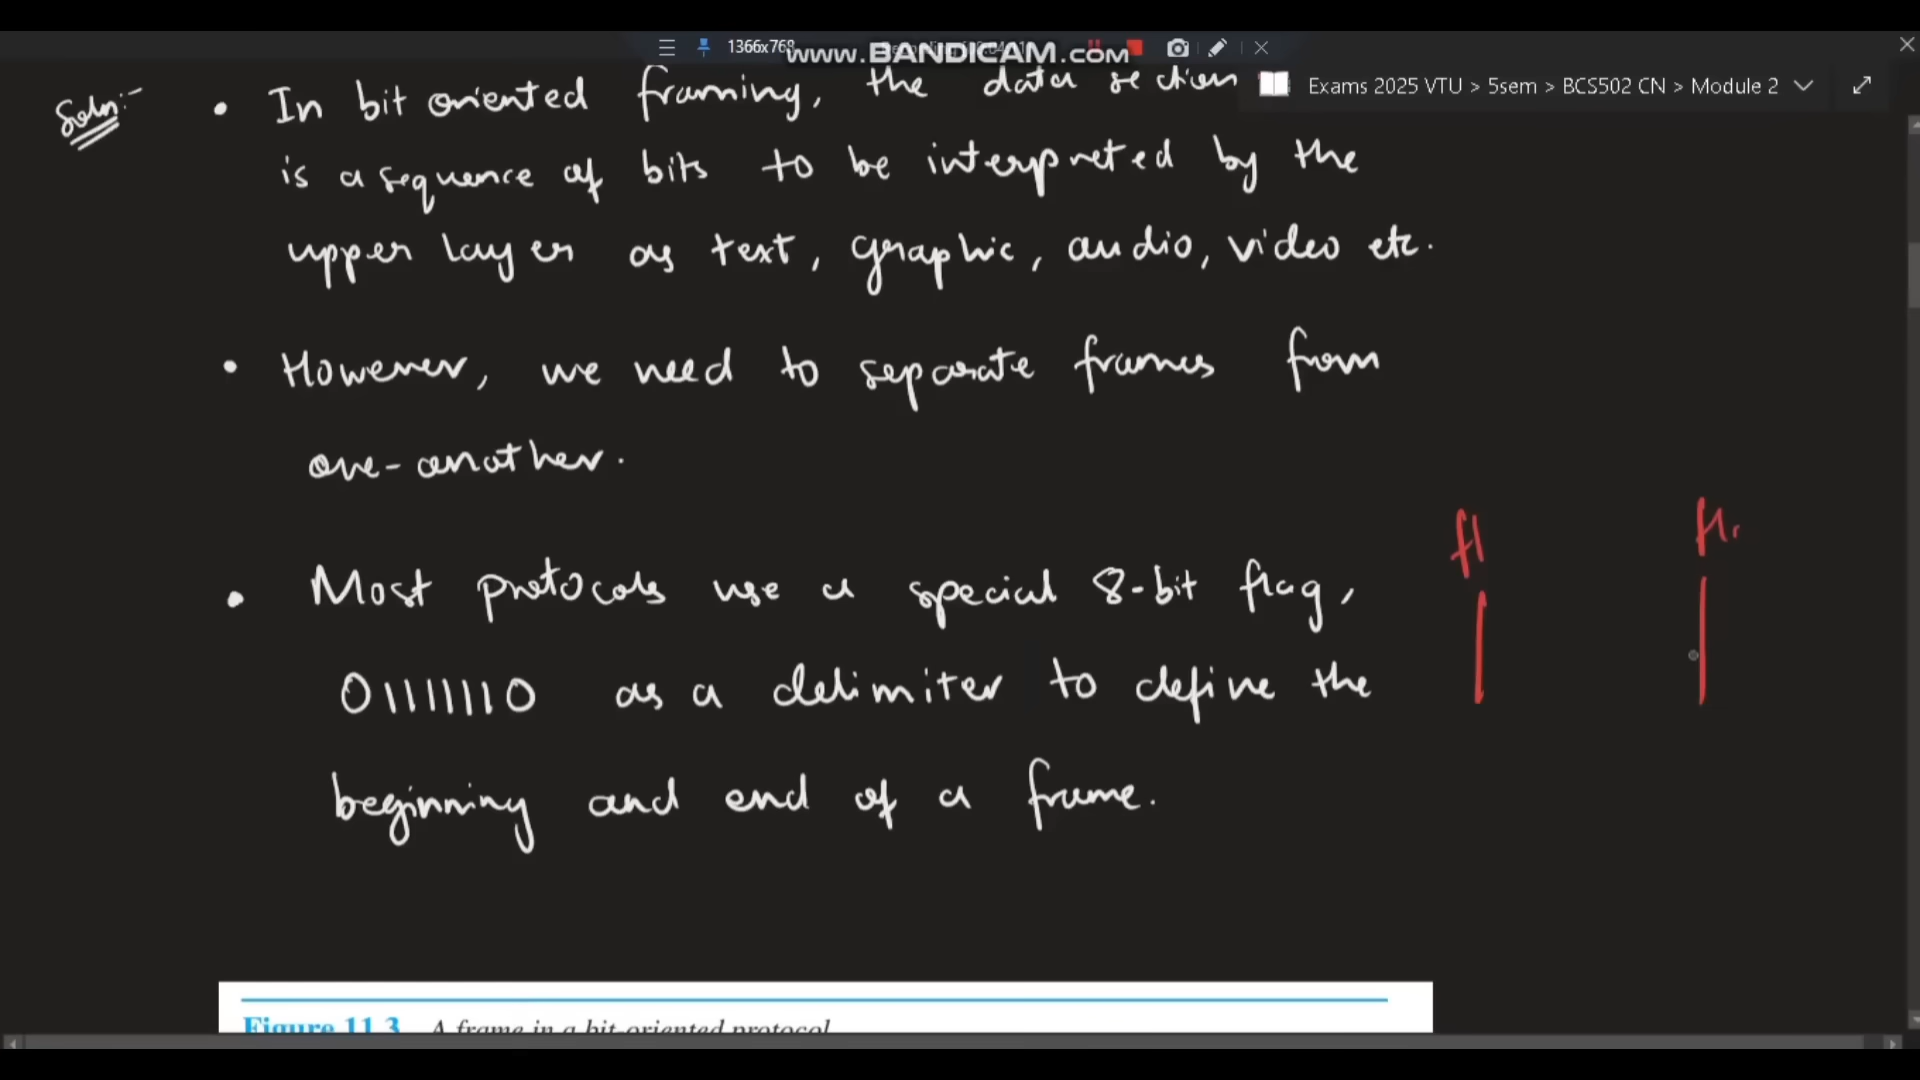 1366x768
www.BANDICAM.com
Exams 2025 VTU > 5sem > BCS502 CN > Module 2
Soln:-
• In bit oriented framing, the data section
is a sequence of bits to be interpreted by the
upper layer as text, graphic, audio, video etc.
• However, we need to separate frames from
one-another.
• Most protocols use a special 8-bit flag,
01111110 as a delimiter to define the
beginning and end of a frame.
fl
fl.
Figure 11.3 A frame in a bit-oriented protocol